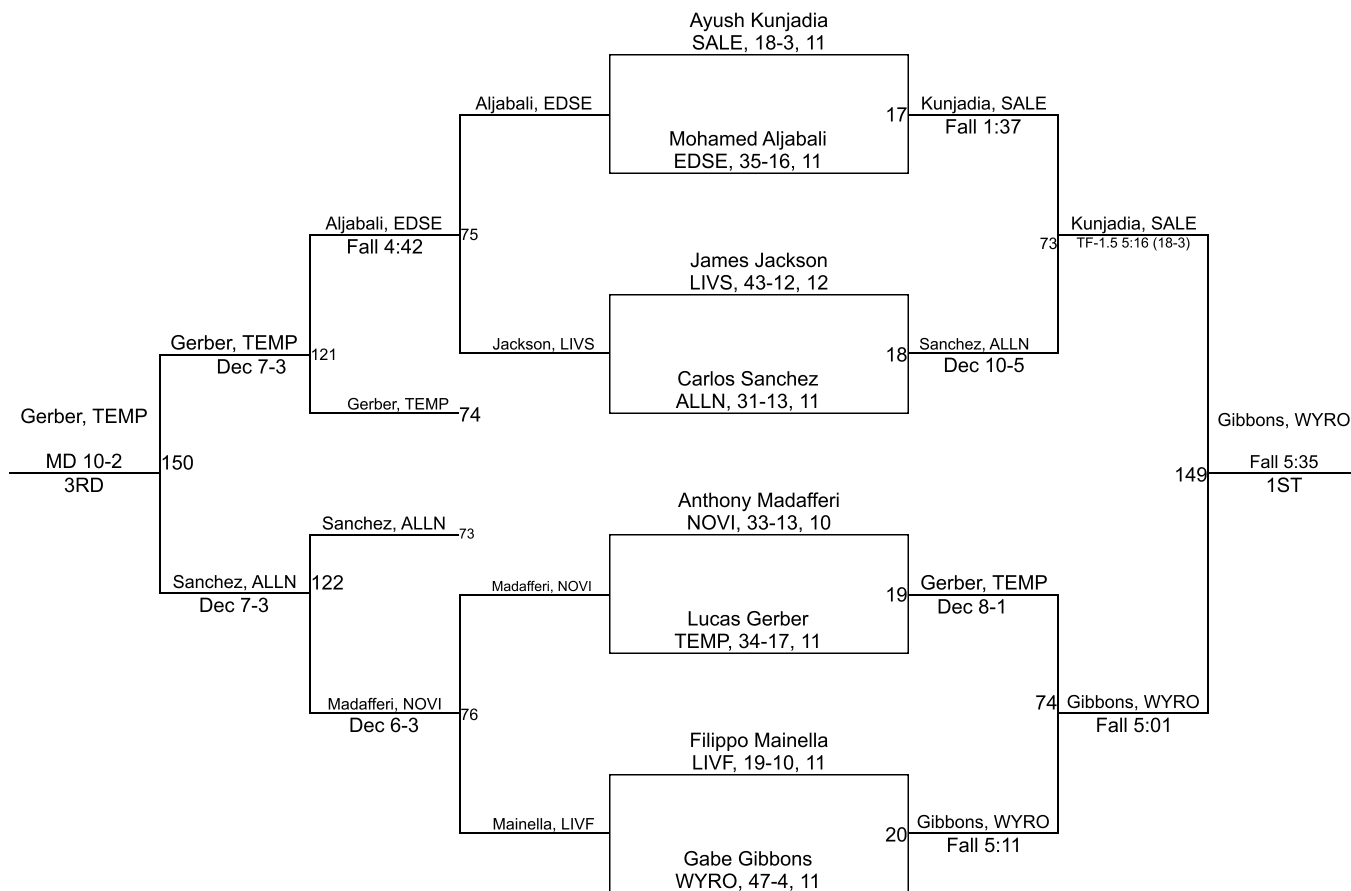 Ayush Kunjadia
SALE, 18-3, 11
Aljabali, EDSE
17
Kunjadia, SALE
Fall 1:37
Mohamed Aljabali
EDSE, 35-16, 11
Aljabali, EDSE
Fall 4:42
75
Kunjadia, SALE
73
TF-1.5 5:16 (18-3)
James Jackson
LIVS, 43-12, 12
Gerber, TEMP
Dec 7-3
121
Jackson, LIVS
18
Sanchez, ALLN
Dec 10-5
Carlos Sanchez
ALLN, 31-13, 11
Gerber, TEMP
74
Gerber, TEMP
MD 10-2
3RD
150
Gibbons, WYRO
149
Fall 5:35
1ST
Anthony Madafferi
NOVI, 33-13, 10
Sanchez, ALLN
73
Sanchez, ALLN
Dec 7-3
122
Madafferi, NOVI
19
Gerber, TEMP
Dec 8-1
Lucas Gerber
TEMP, 34-17, 11
Madafferi, NOVI
Dec 6-3
76
74
Gibbons, WYRO
Fall 5:01
Filippo Mainella
LIVF, 19-10, 11
Mainella, LIVF
20
Gibbons, WYRO
Fall 5:11
Gabe Gibbons
WYRO, 47-4, 11